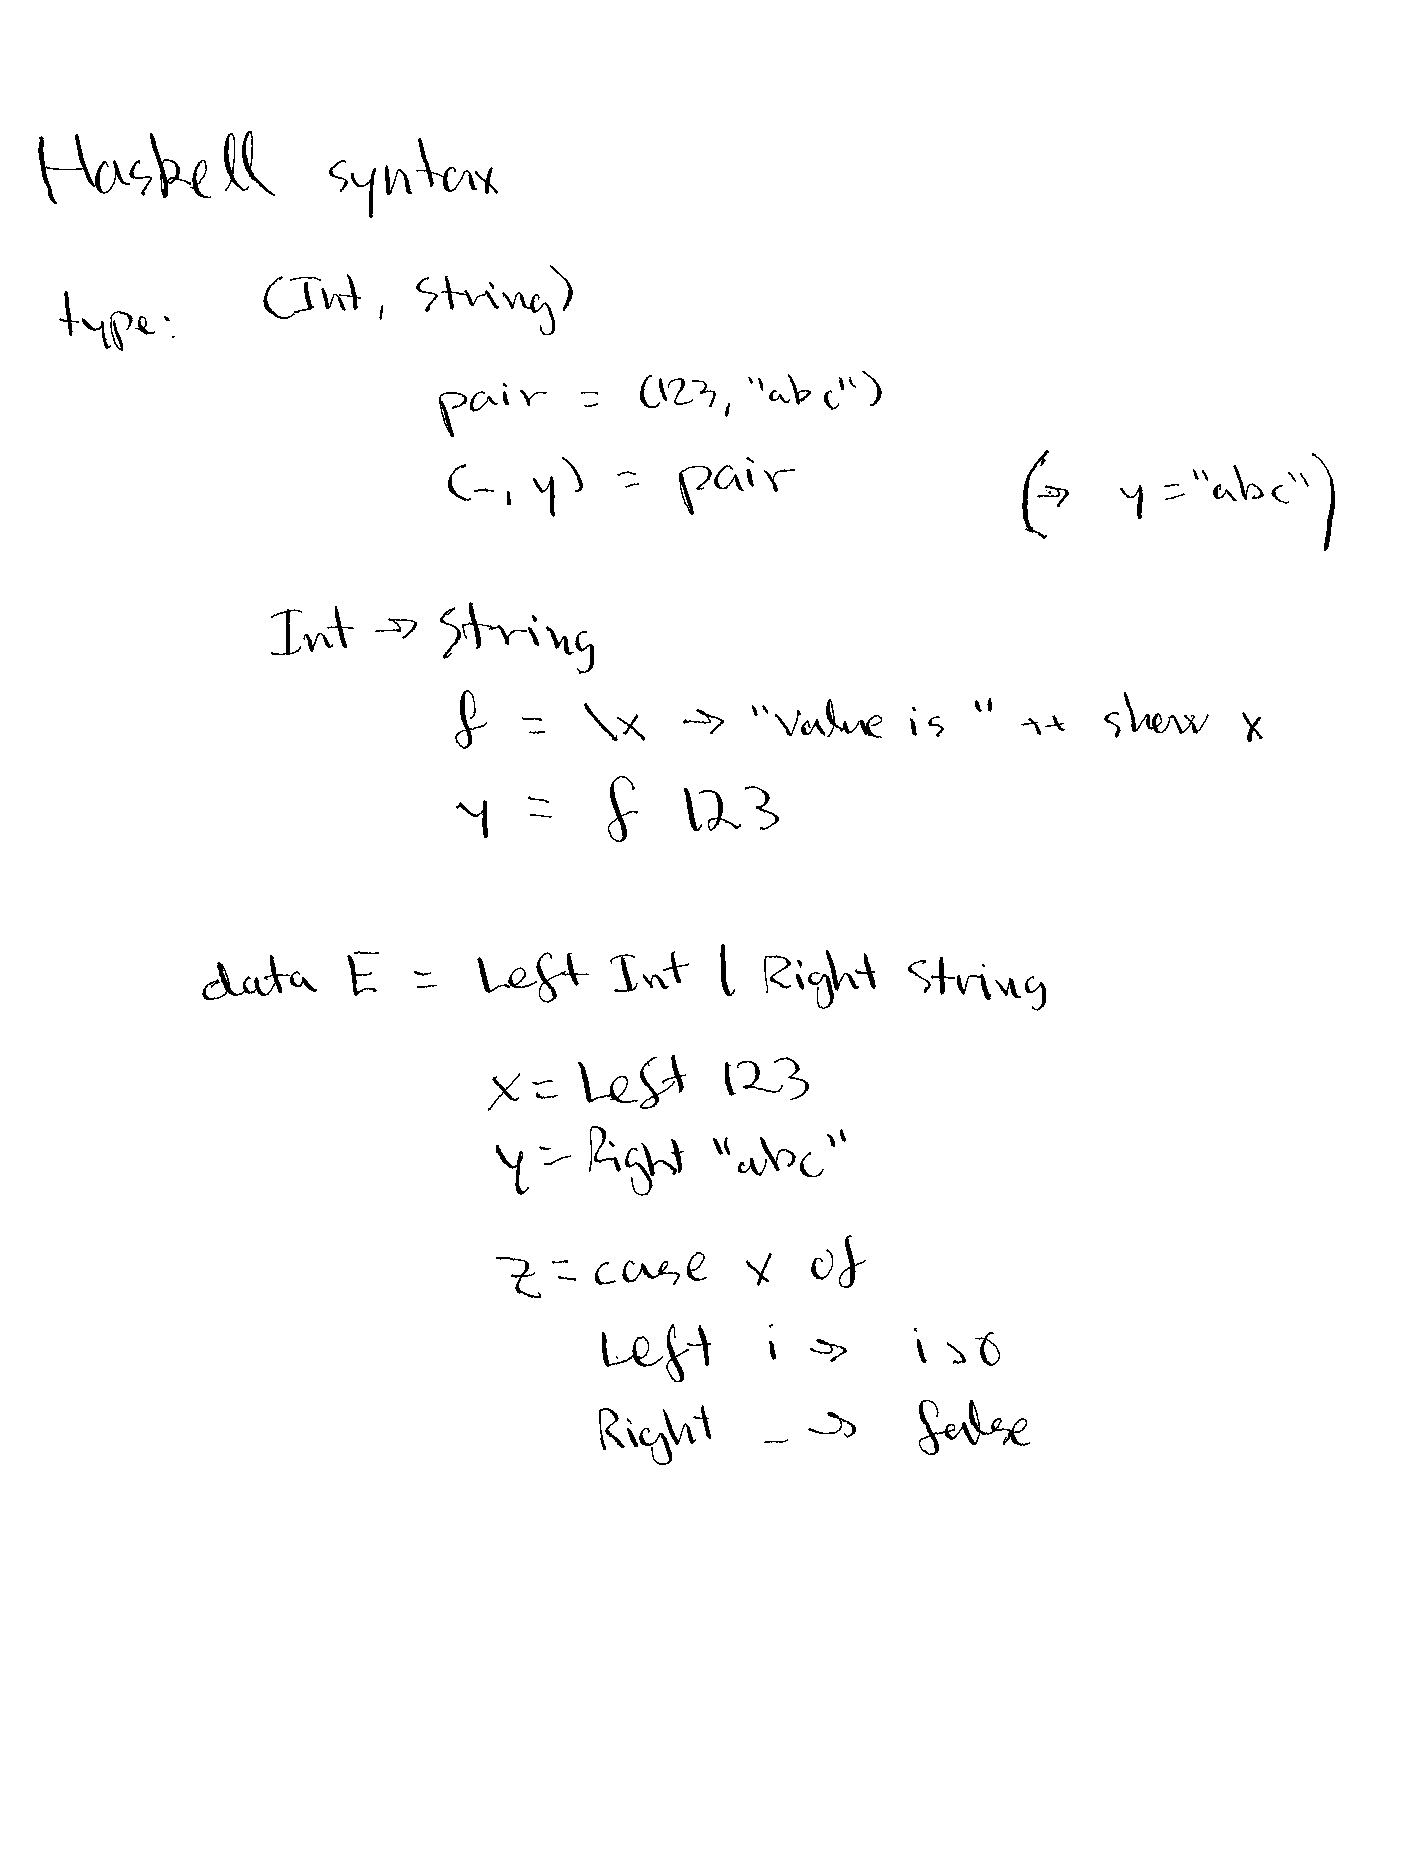 Haskell syntax
type: (Int, String)
pair = (123, "abc")
(_, y) = pair (→ y = "abc")
Int → String
f = \x → "Value is " ++ show x
y = f 123
data E = Left Int | Right String
x = Left 123
y = Right "abc"
z = case x of
Left i → i > 0
Right _ → false